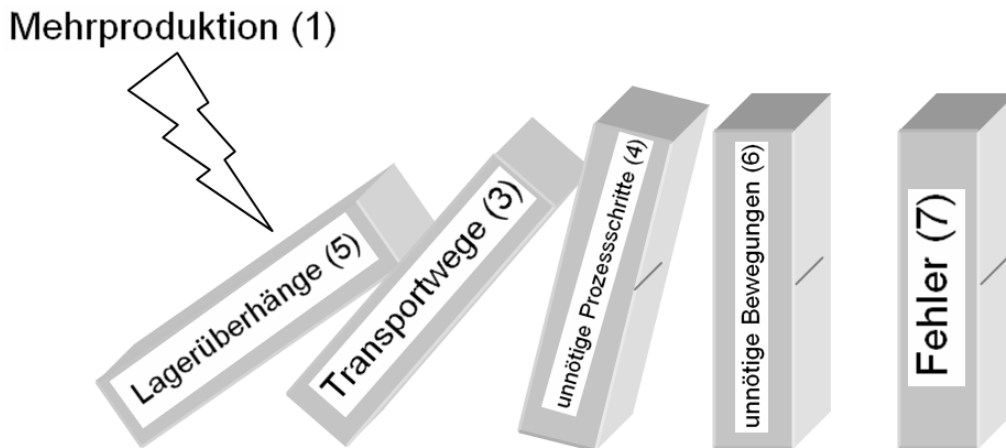 Mehrproduktion (1)
Lagerüberhänge (5)
Transportwege (3)
unnötige Prozessschritte (4)
unnötige Bewegungen (6)
Fehler (7)